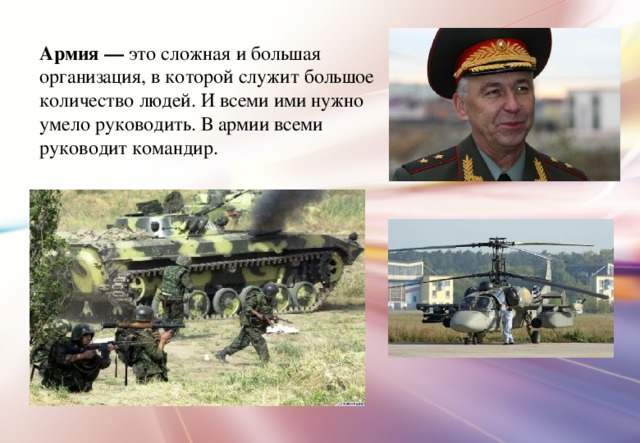 Армия — это сложная и большая
организация, в которой служит большое
количество людей. И всеми ими нужно
умело руководить. В армии всеми
руководит командир.